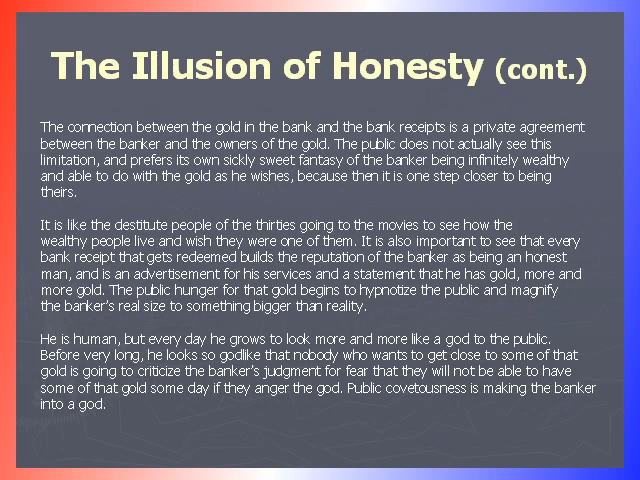 The Illusion of Honesty (cont.)
The connection between the gold in the bank and the bank receipts is a private agreement
between the banker and the owners of the gold. The public does not actually see this
limitation, and prefers its own sickly sweet fantasy of the banker being infinitely wealthy
and able to do with the gold as he wishes, because then it is one step closer to being
theirs.
It is like the destitute people of the thirties going to the movies to see how the
wealthy people live and wish they were one of them. It is also important to see that every
bank receipt that gets redeemed builds the reputation of the banker as being an honest
man, and is an advertisement for his services and a statement that he has gold, more and
more gold. The public hunger for that gold begins to hypnotize the public and magnify
the banker's real size to something bigger than reality.
He is human, but every day he grows to look more and more like a god to the public.
Before very long, he looks so godlike that nobody who wants to get close to some of that
gold is going to criticize the banker's judgment for fear that they will not be able to have
some of that gold some day if they anger the god. Public covetousness is making the banker
into a god.